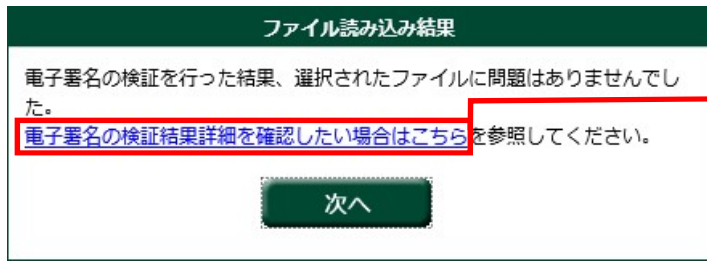 ファイル読み込み結果
電子署名の検証を行った結果、選択されたファイルに問題はありませんでし
た。
電子署名の検証結果詳細を確認したい場合はこちらを参照してください。
次へ